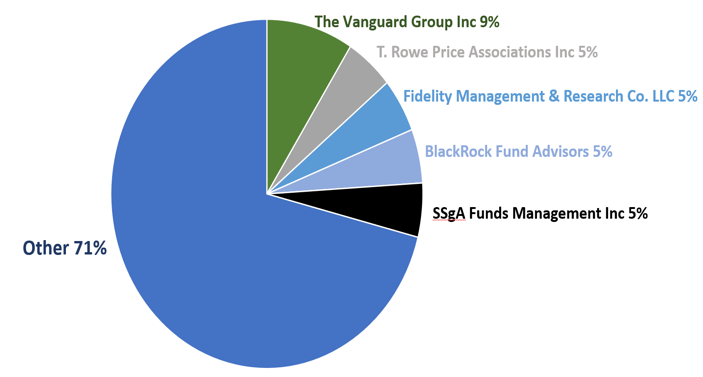 The Vanguard Group Inc 9%
T. Rowe Price Associations Inc 5%
Fidelity Management & Research Co. LLC 5%
BlackRock Fund Advisors 5%
SSgA Funds Management Inc 5%
Other 71%